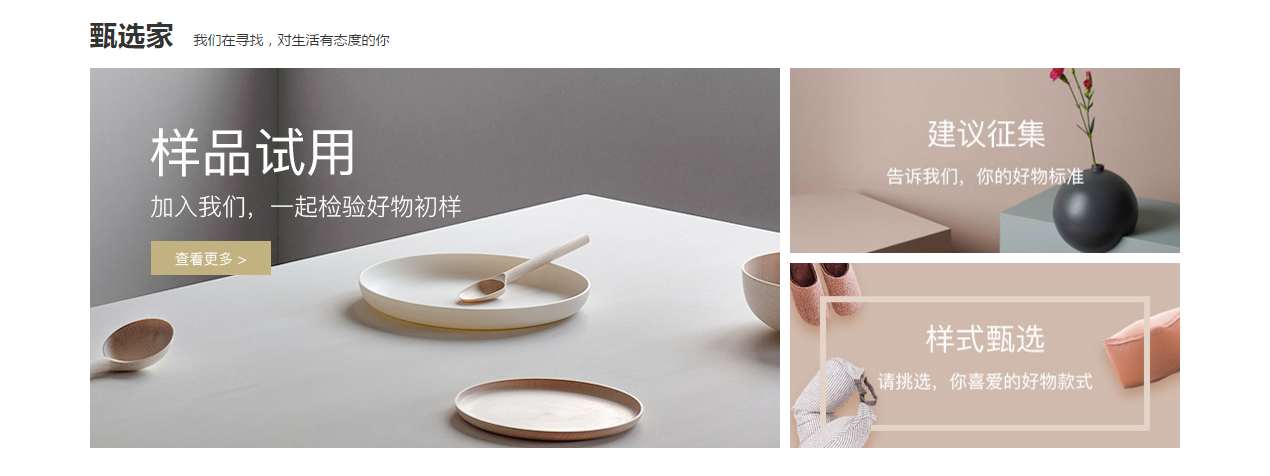 甄选家
我们在寻找，对生活有态度的你
样品试用
加入我们，一起检验好物初样
查看更多 >
建议征集
告诉我们，你的好物标准
样式甄选
请挑选，你喜爱的好物款式